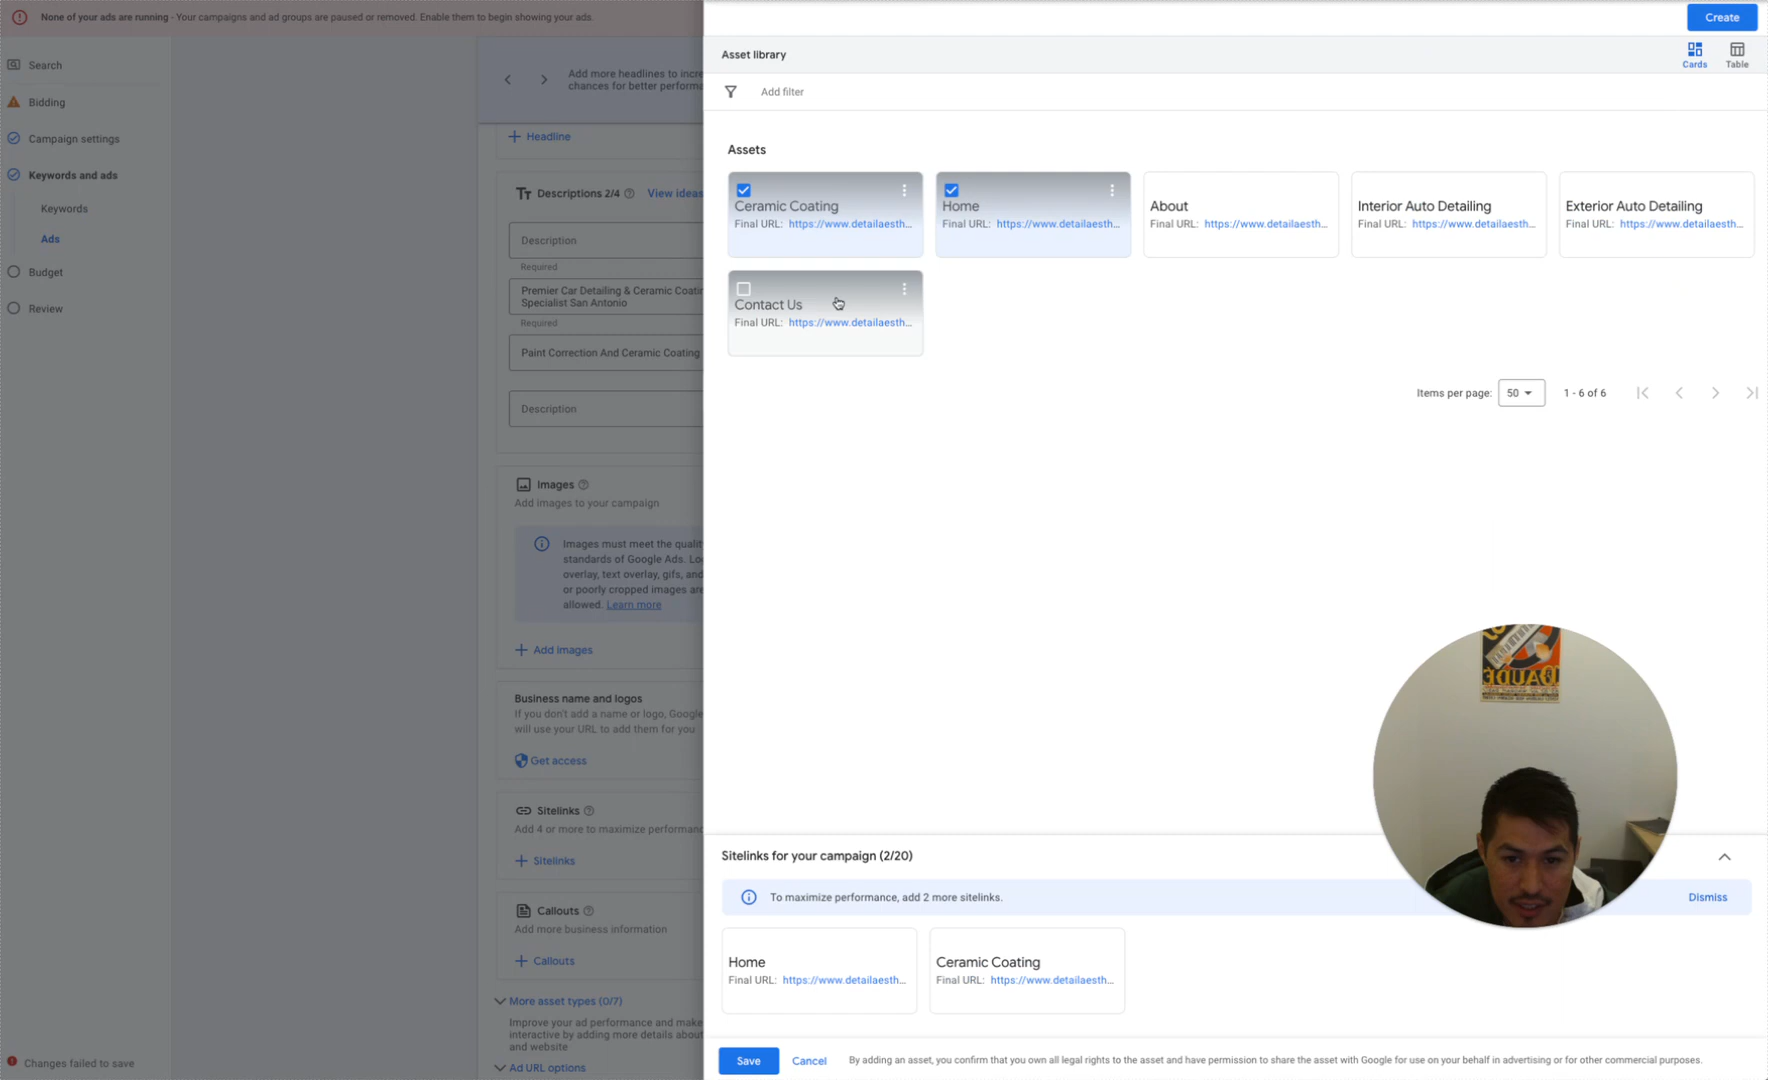 None of your ads are running - Your campaigns and ad groups are paused or removed. Enable them to begin showing your ads.
Search
Bidding
Campaign settings
Keywords and ads
Keywords
Ads
Budget
Review
Changes failed to save
Add more headlines to incre
chances for better performa
+ Headline
Tт Descriptions 2/4
View ideas
Description
Required
Premier Car Detailing & Ceramic Coatin
Specialist San Antonio
Required
Paint Correction And Ceramic Coating
Description
Images
Add images to your campaign
Images must meet the quality
standards of Google Ads. Lo
overlay, text overlay, gifs, and
or poorly cropped images are
allowed. Learn more
+ Add images
Business name and logos
If you don't add a name or logo, Google
will use your URL to add them for you
Get access
Sitelinks
Add 4 or more to maximize performanc
+ Sitelinks
Callouts
Add more business information
+ Callouts
More asset types (0/7)
Improve your ad performance and make
interactive by adding more details about
and website
Ad URL options
Create
Asset library
Cards
Table
Add filter
Assets
Ceramic Coating
Final URL: https://www.detailaesth...
Home
Final URL: https://www.detailaesth...
About
Final URL: https://www.detailaesth...
Interior Auto Detailing
Final URL: https://www.detailaesth...
Exterior Auto Detailing
Final URL: https://www.detailaesth...
Contact Us
Final URL: https://www.detailaesth...
Items per page: 50
1 - 6 of 6
Sitelinks for your campaign (2/20)
To maximize performance, add 2 more sitelinks.
Dismiss
Home
Final URL: https://www.detailaesth...
Ceramic Coating
Final URL: https://www.detailaesth...
Save
Cancel
By adding an asset, you confirm that you own all legal rights to the asset and have permission to share the asset with Google for use on your behalf in advertising or for other commercial purposes.